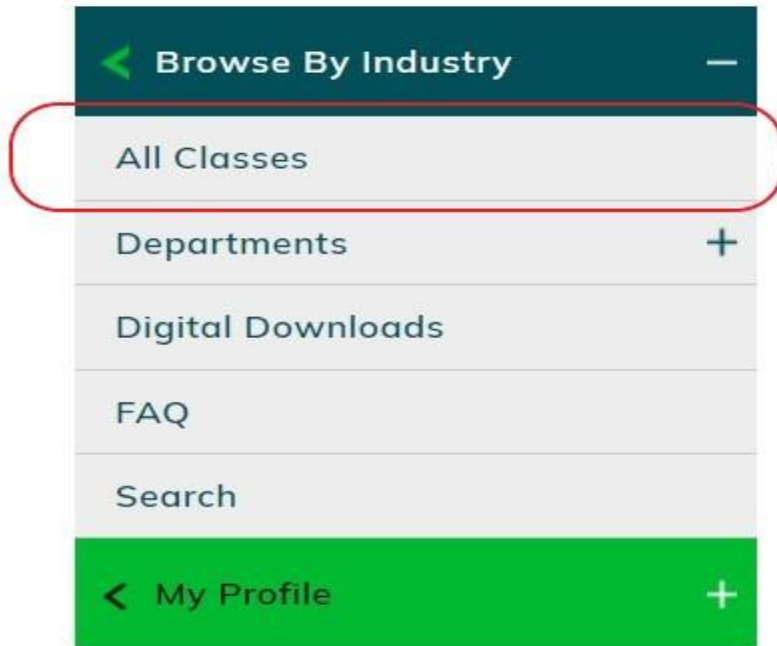 Browse By Industry
All Classes
Departments
Digital Downloads
FAQ
Search
My Profile